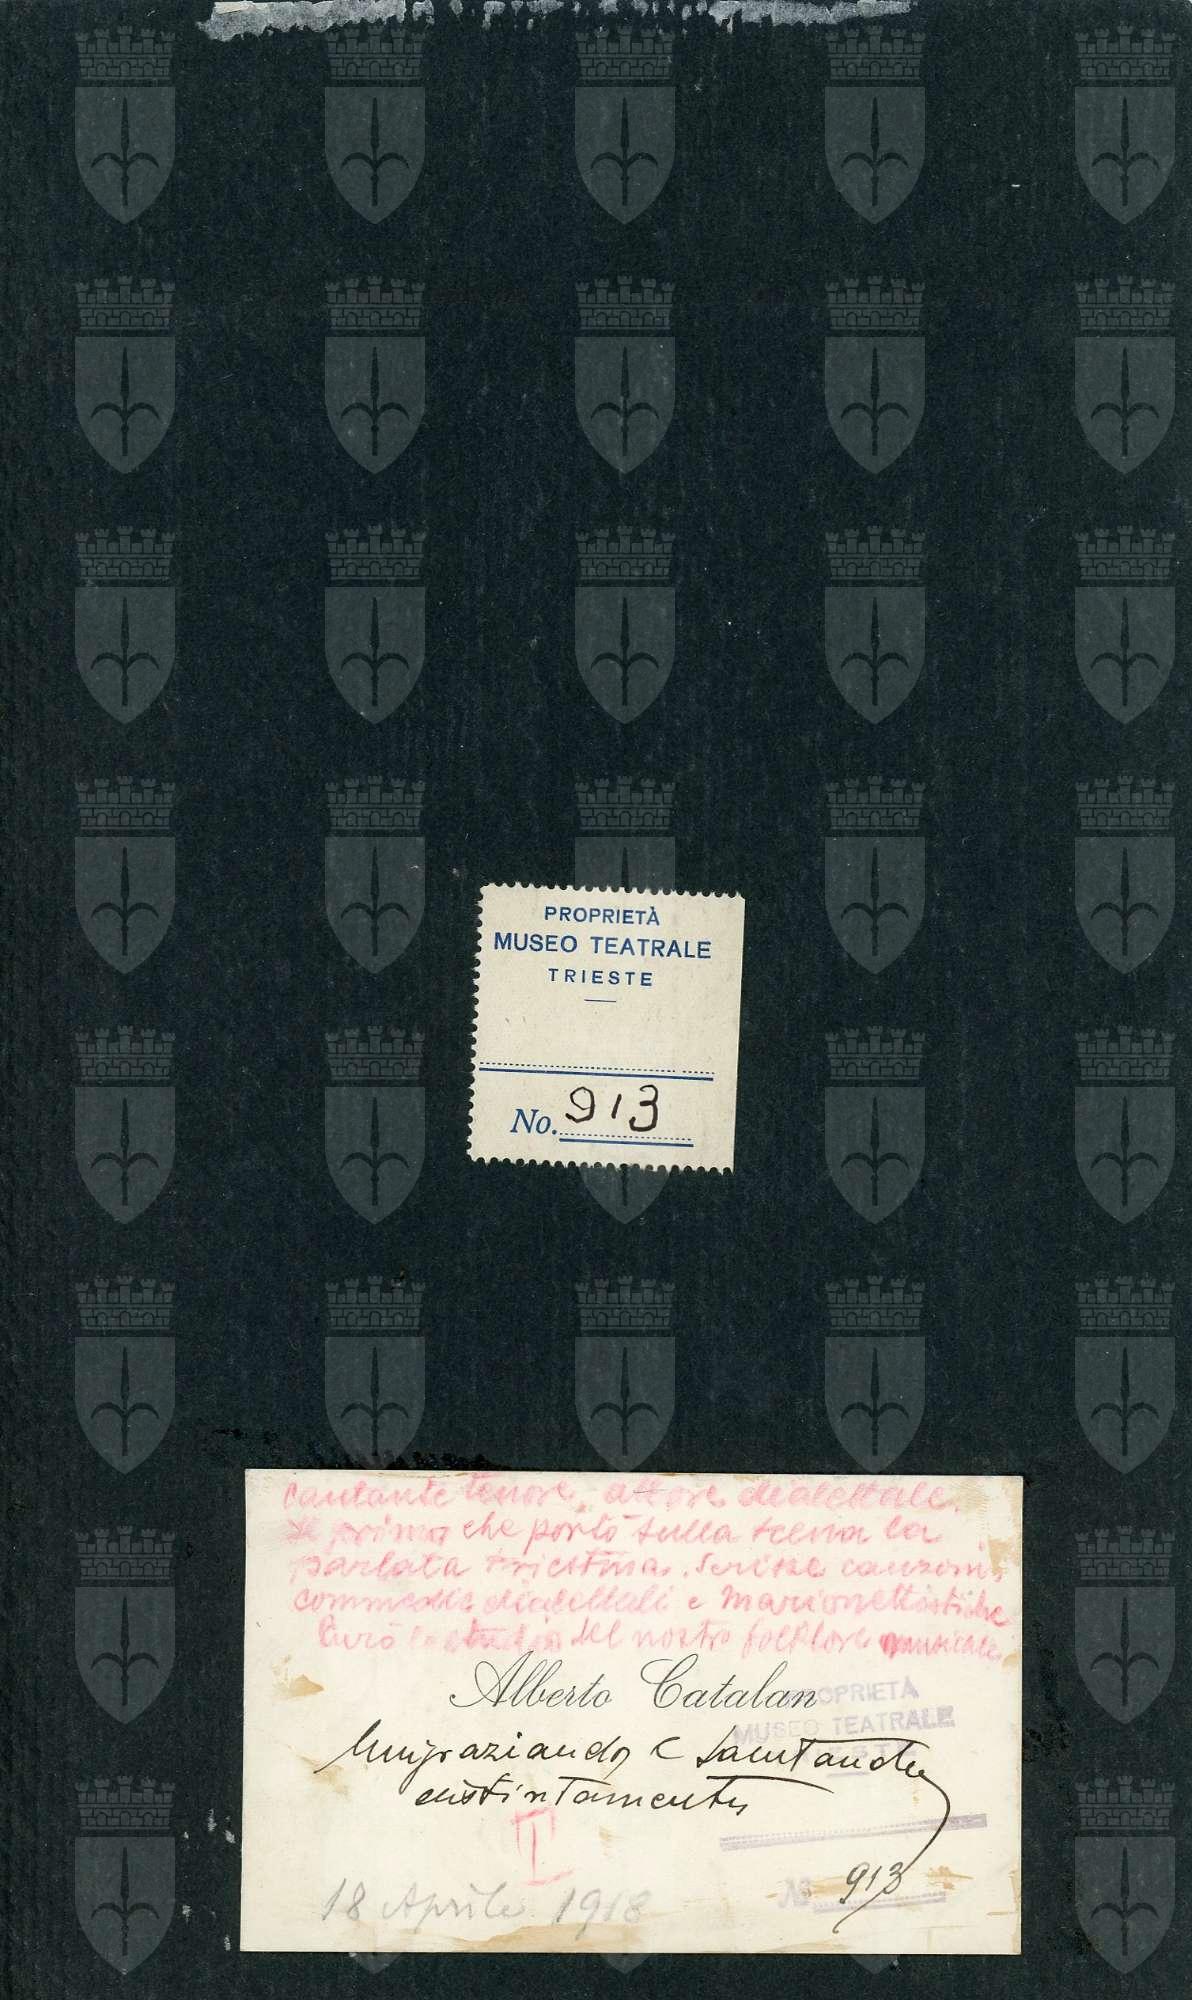 PROPRIETÀ
MUSEO TEATRALE
TRIESTE
No. 913
Cantante tenore, attore dialettale.
Il primo che portò sulla scena la
parlata triestina. Scrisse canzoni,
commedie dialettali e marionettistiche
Curò lo studio del nostro folklore musicale
Alberto Catalan
PROPRIETÀ
MUSEO TEATRALE
ringraziando e salutando
distintamente
I
No 913
18 Aprile 1918